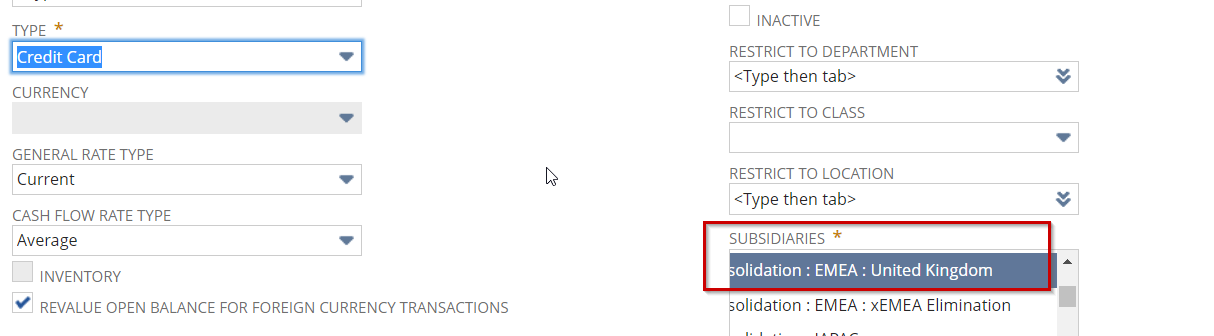 TYPE *
Credit Card
CURRENCY
GENERAL RATE TYPE
Current
CASH FLOW RATE TYPE
Average
INVENTORY
REVALUE OPEN BALANCE FOR FOREIGN CURRENCY TRANSACTIONS
INACTIVE
RESTRICT TO DEPARTMENT
<Type then tab>
RESTRICT TO CLASS
RESTRICT TO LOCATION
<Type then tab>
SUBSIDIARIES *
solidation : EMEA : United Kingdom
solidation : EMEA : xEMEA Elimination